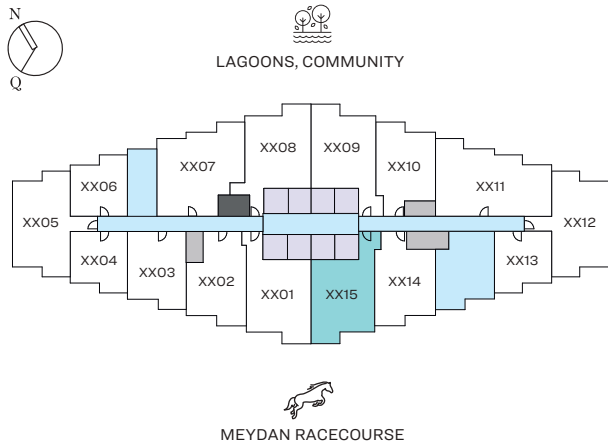 N
Q
LAGOONS, COMMUNITY
XX08
XX09
XX07
XX10
XX06
XX11
XX05
XX12
XX04
XX03
XX02
XX01
XX15
XX14
XX13
MEYDAN RACECOURSE